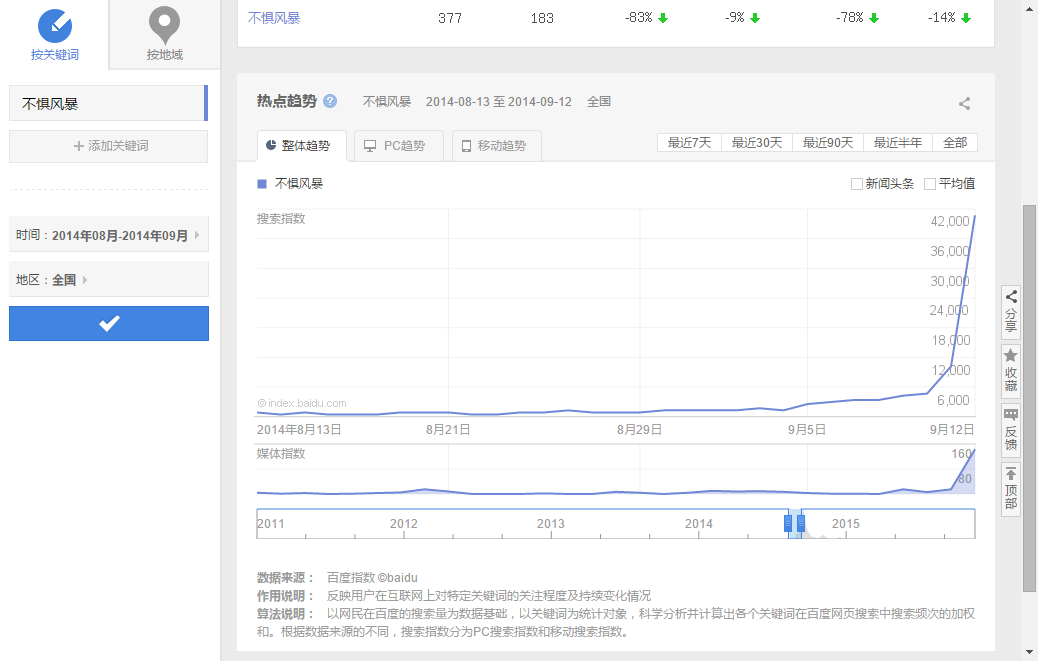 按关键词
按地域
不惧风暴
+ 添加关键词
时间：2014年08月-2014年09月
地区：全国
不惧风暴 377 183 -83% -9% -78% -14%
热点趋势 ? 不惧风暴 2014-08-13 至 2014-09-12 全国
整体趋势 PC趋势 移动趋势
最近7天 最近30天 最近90天 最近半年 全部
不惧风暴 新闻头条 平均值
搜索指数
42,000
36,000
30,000
24,000
18,000
12,000
6,000
©index.baidu.com
2014年8月13日 8月21日 8月29日 9月5日 9月12日
媒体指数
160
80
2011 2012 2013 2014 2015
数据来源： 百度指数 ©baidu
作用说明： 反映用户在互联网上对特定关键词的关注程度及持续变化情况
算法说明： 以网民在百度的搜索量为数据基础，以关键词为统计对象，科学分析并计算出各个关键词在百度网页搜索中搜索频次的加权
和。根据数据来源的不同，搜索指数分为PC搜索指数和移动搜索指数。
分享
收藏
反馈
顶部